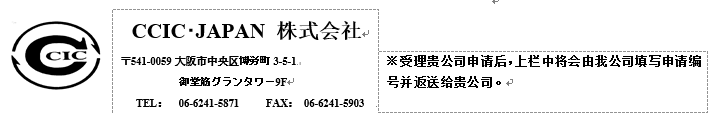 CCIC
CCIC・JAPAN 株式会社
〒541-0059 大阪市中央区博労町 3-5-1
御堂筋グランタワー9F
TEL： 06-6241-5871 FAX： 06-6241-5903
※受理贵公司申请后，上栏中将会由我公司填写申请编
号并返送给贵公司。